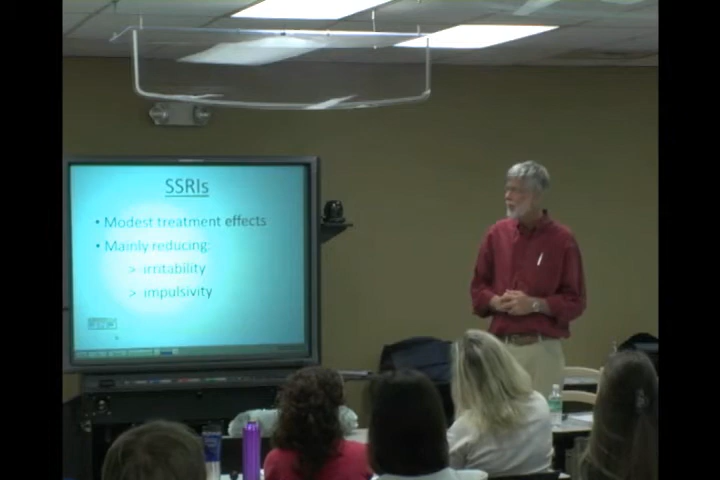 SSRIs
• Modest treatment effects
• Mainly reducing:
> irritability
> impulsivity